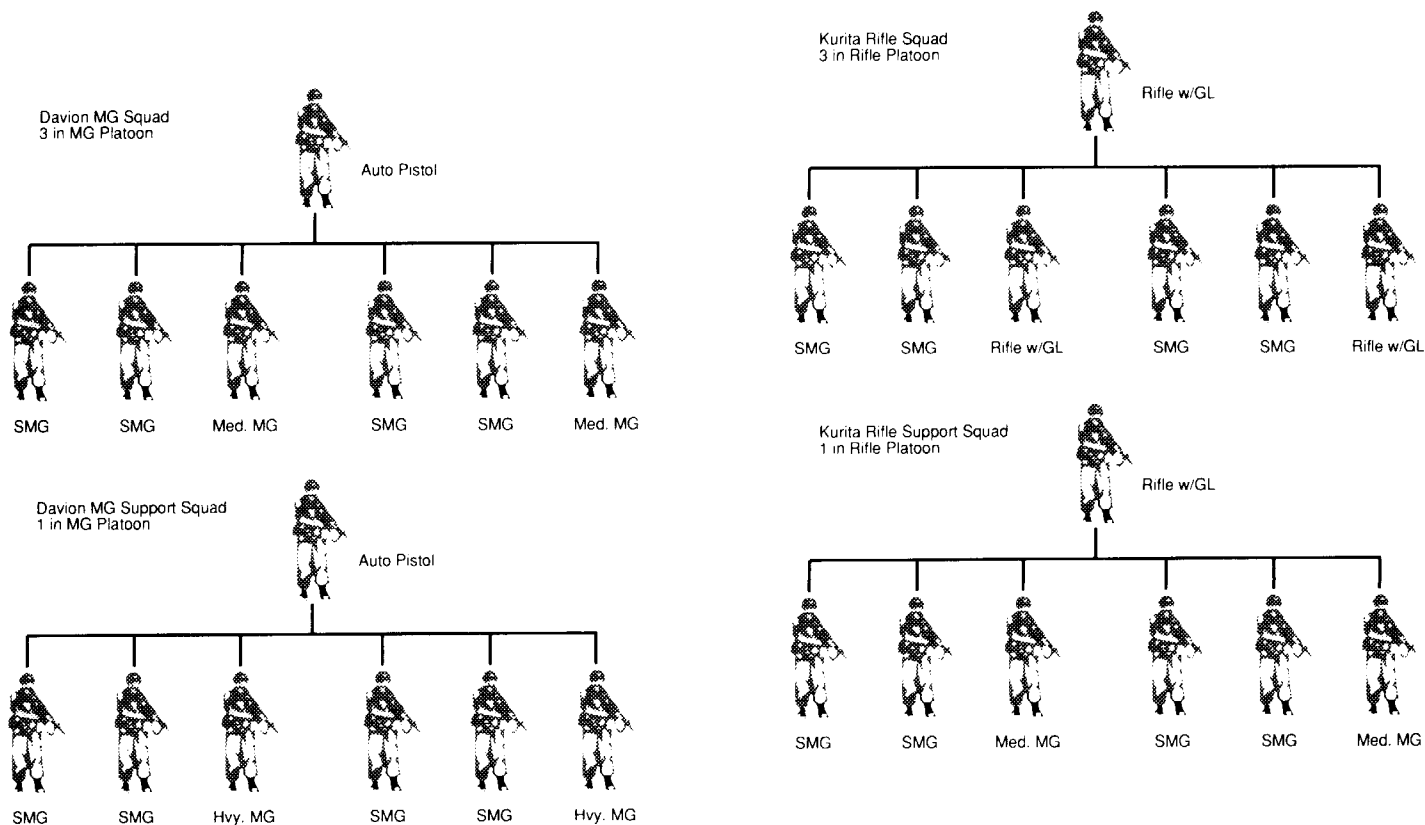 Davion MG Squad
3 in MG Platoon
Auto Pistol
SMG SMG Med. MG SMG SMG Med. MG
Davion MG Support Squad
1 in MG Platoon
Auto Pistol
SMG SMG Hvy. MG SMG SMG Hvy. MG
Kurita Rifle Squad
3 in Rifle Platoon
Rifle w/GL
SMG SMG Rifle w/GL SMG SMG Rifle w/GL
Kurita Rifle Support Squad
1 in Rifle Platoon
Rifle w/GL
SMG SMG Med. MG SMG SMG Med. MG